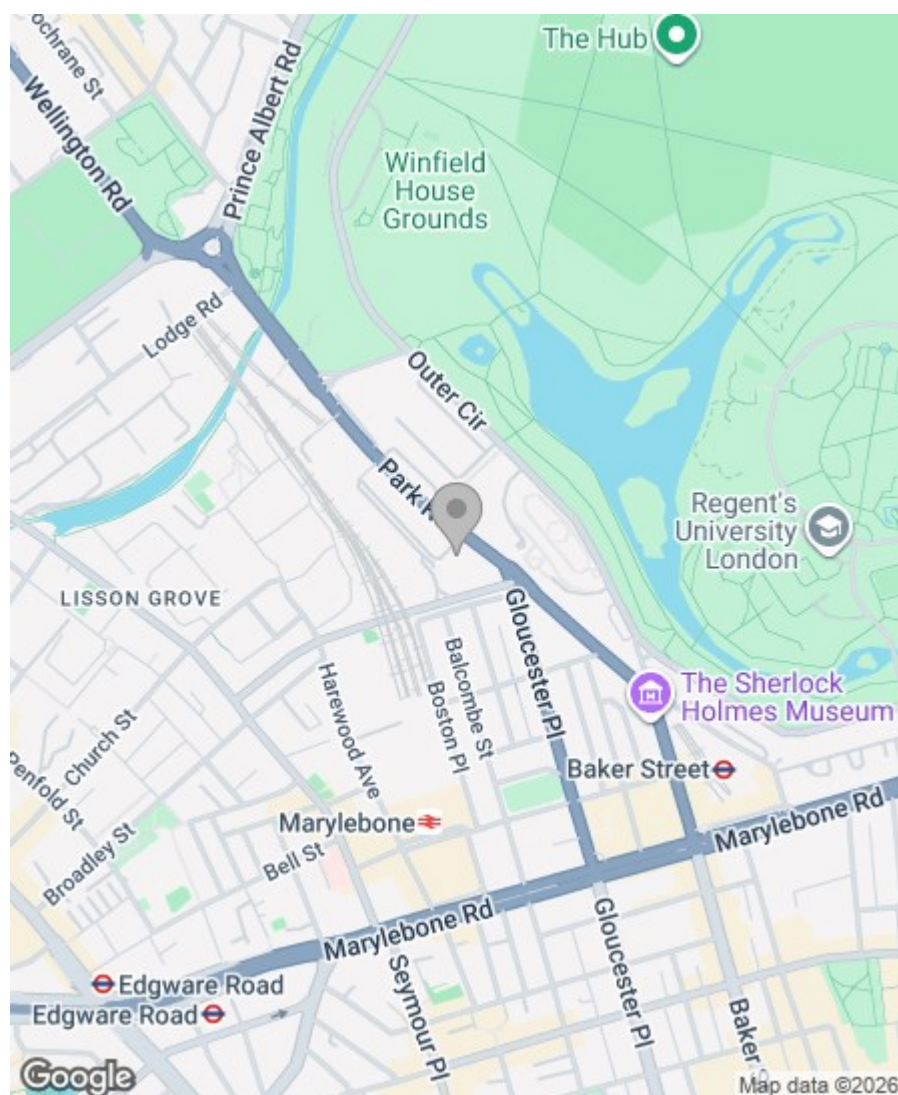 ochrane St
Wellington Rd
Prince Albert Rd
The Hub
Winfield
House
Grounds
Lodge Rd
Outer Cir
Park R
Regent's
University
London
LISSON GROVE
Gloucester Pl
Balcombe St
Boston Pl
Harewood Ave
The Sherlock
Holmes Museum
Church St
Penfold St
Baker Street
Marylebone
Marylebone Rd
Broadley St
Bell St
Marylebone Rd
Gloucester Pl
Seymour Pl
Edgware Road
Edgware Road
Baker S
Google
Map data ©2026